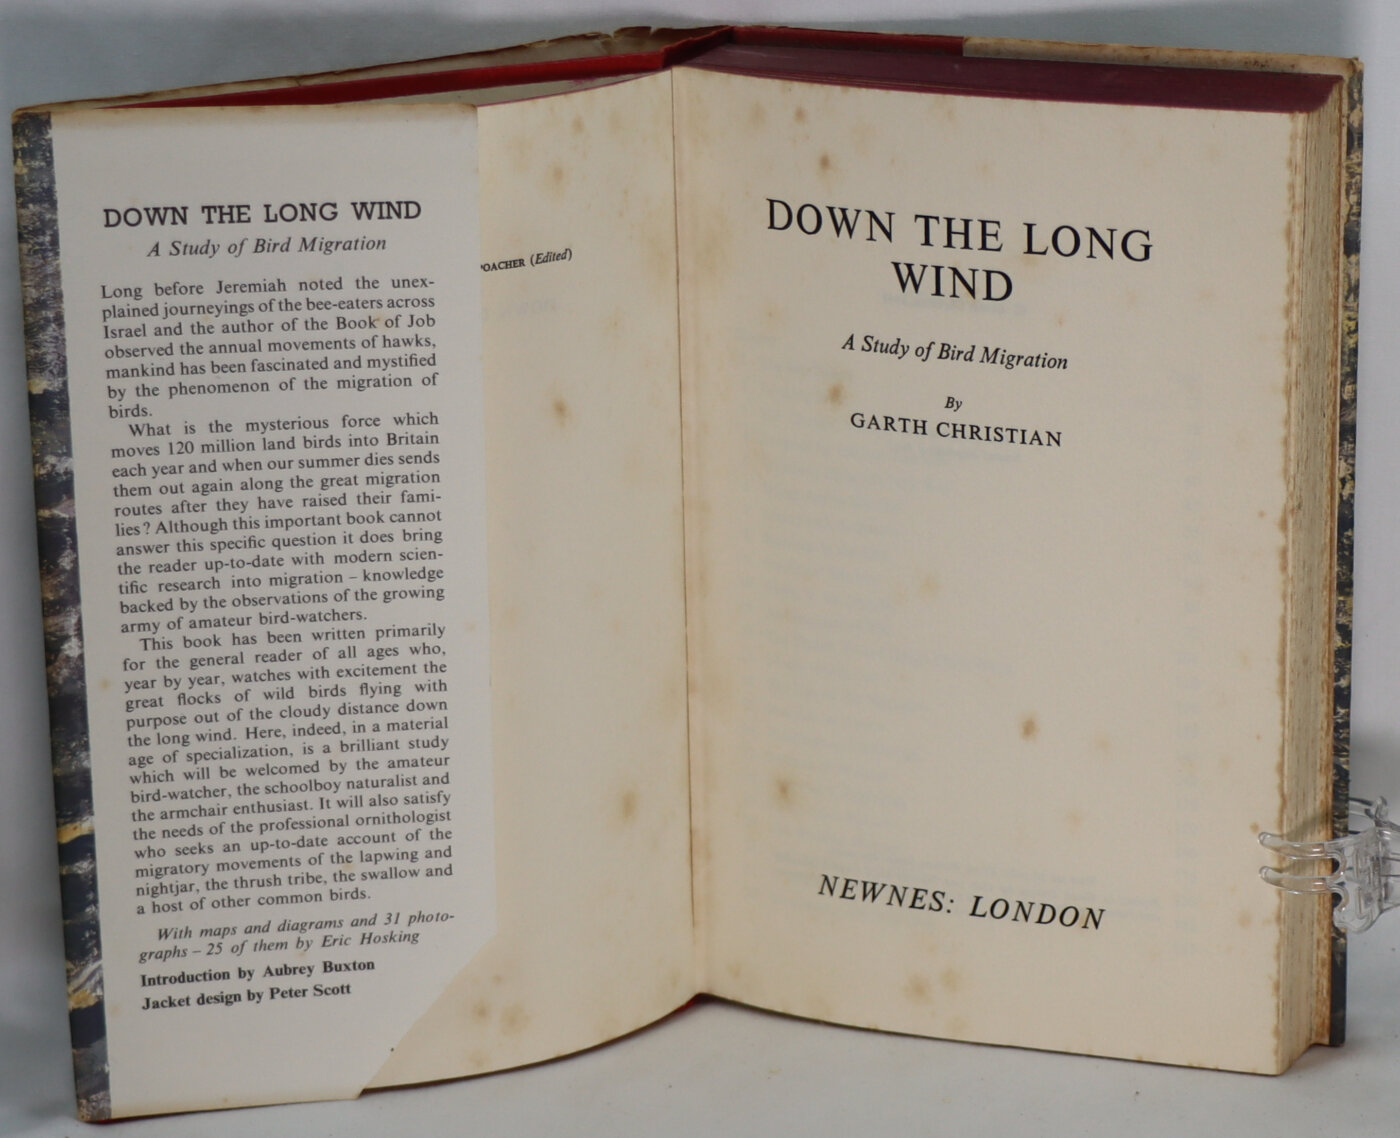 DOWN THE LONG WIND
A Study of Bird Migration
Long before Jeremiah noted the unex-
plained journeyings of the bee-eaters across
Israel and the author of the Book of Job
observed the annual movements of hawks,
mankind has been fascinated and mystified
by the phenomenon of the migration of
birds.
What is the mysterious force which
moves 120 million land birds into Britain
each year and when our summer dies sends
them out again along the great migration
routes after they have raised their fami-
lies? Although this important book cannot
answer this specific question it does bring
the reader up-to-date with modern scien-
tific research into migration – knowledge
backed by the observations of the growing
army of amateur bird-watchers.
This book has been written primarily
for the general reader of all ages who,
year by year, watches with excitement the
great flocks of wild birds flying with
purpose out of the cloudy distance down
the long wind. Here, indeed, in a material
age of specialization, is a brilliant study
which will be welcomed by the amateur
bird-watcher, the schoolboy naturalist and
the armchair enthusiast. It will also satisfy
the needs of the professional ornithologist
who seeks an up-to-date account of the
migratory movements of the lapwing and
nightjar, the thrush tribe, the swallow and
a host of other common birds.
With maps and diagrams and 31 photo-
graphs – 25 of them by Eric Hosking
Introduction by Aubrey Buxton
Jacket design by Peter Scott
POACHER (Edited)
DOWN THE LONG
WIND
A Study of Bird Migration
By
GARTH CHRISTIAN
NEWNES: LONDON